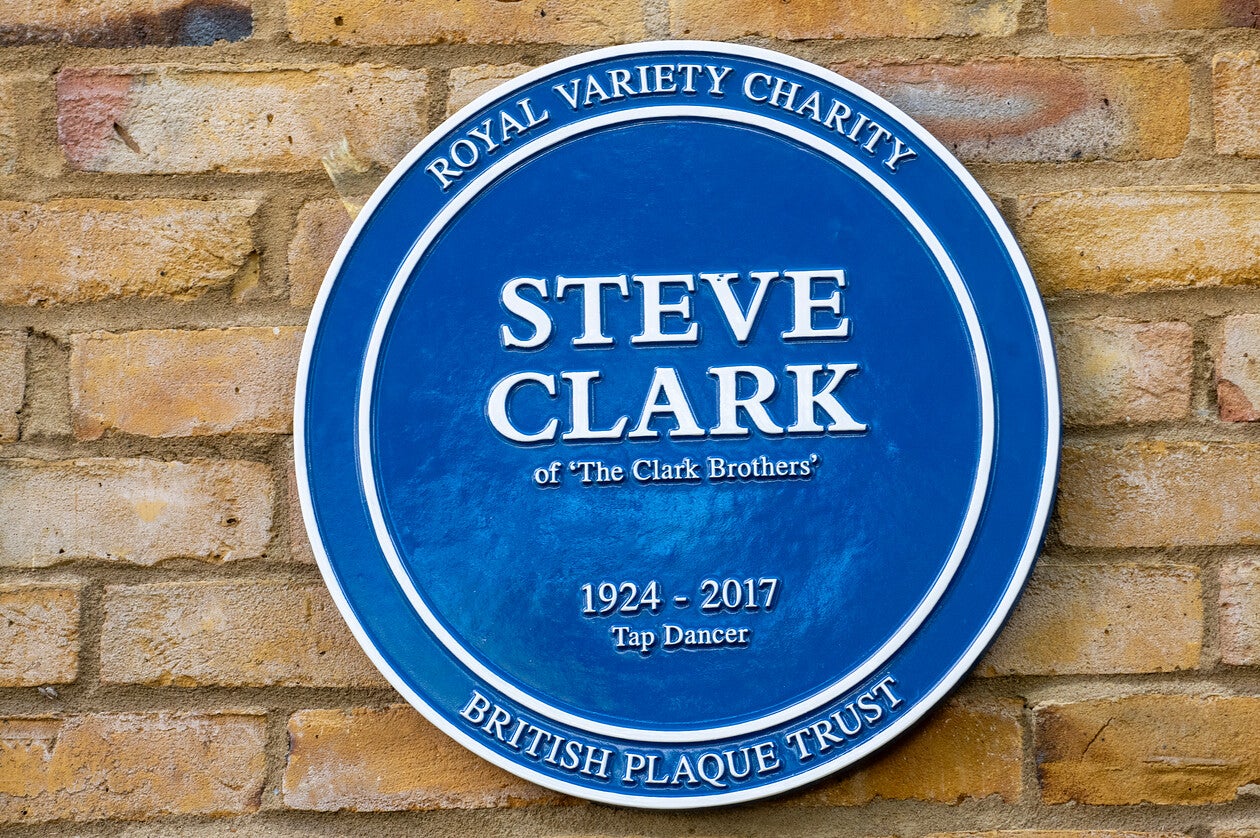 ROYAL VARIETY CHARITY
STEVE
CLARK
of ‘The Clark Brothers’
1924 - 2017
Tap Dancer
BRITISH PLAQUE TRUST